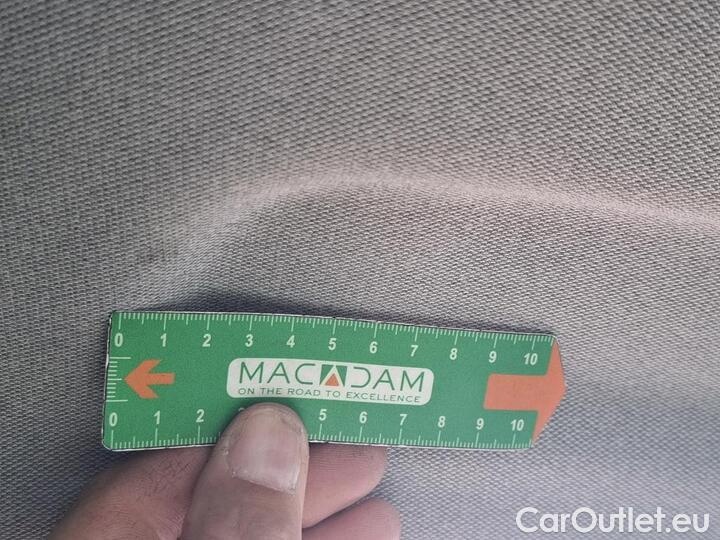 0 1 2 3 4 5 6 7 8 9 10
MACADAM
ON THE ROAD TO EXCELLENCE
0 1 2 3 5 6 7 8 9 10
CarOutlet.eu